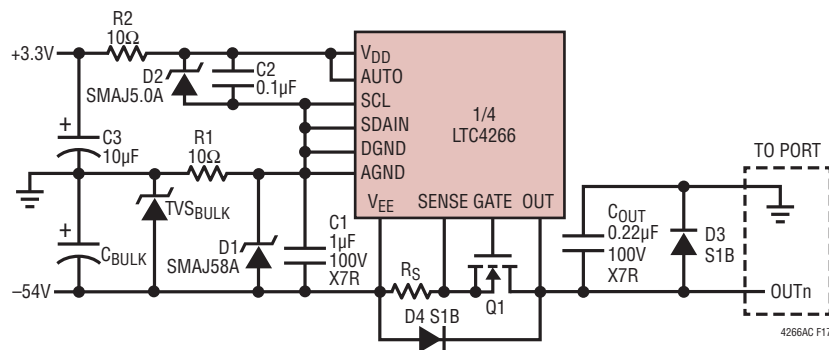 R2
10Ω
+3.3V
D2
SMAJ5.0A
C2
0.1µF
VDD
AUTO
SCL
SDAIN
DGND
AGND
1/4
LTC4266
VEE
SENSE GATE OUT
+
C3
10µF
R1
10Ω
TVSBULK
+
CBULK
D1
SMAJ58A
C1
1µF
100V
X7R
–54V
RS
Q1
D4 S1B
COUT
0.22µF
100V
X7R
D3
S1B
TO PORT
OUTn
4266AC F17